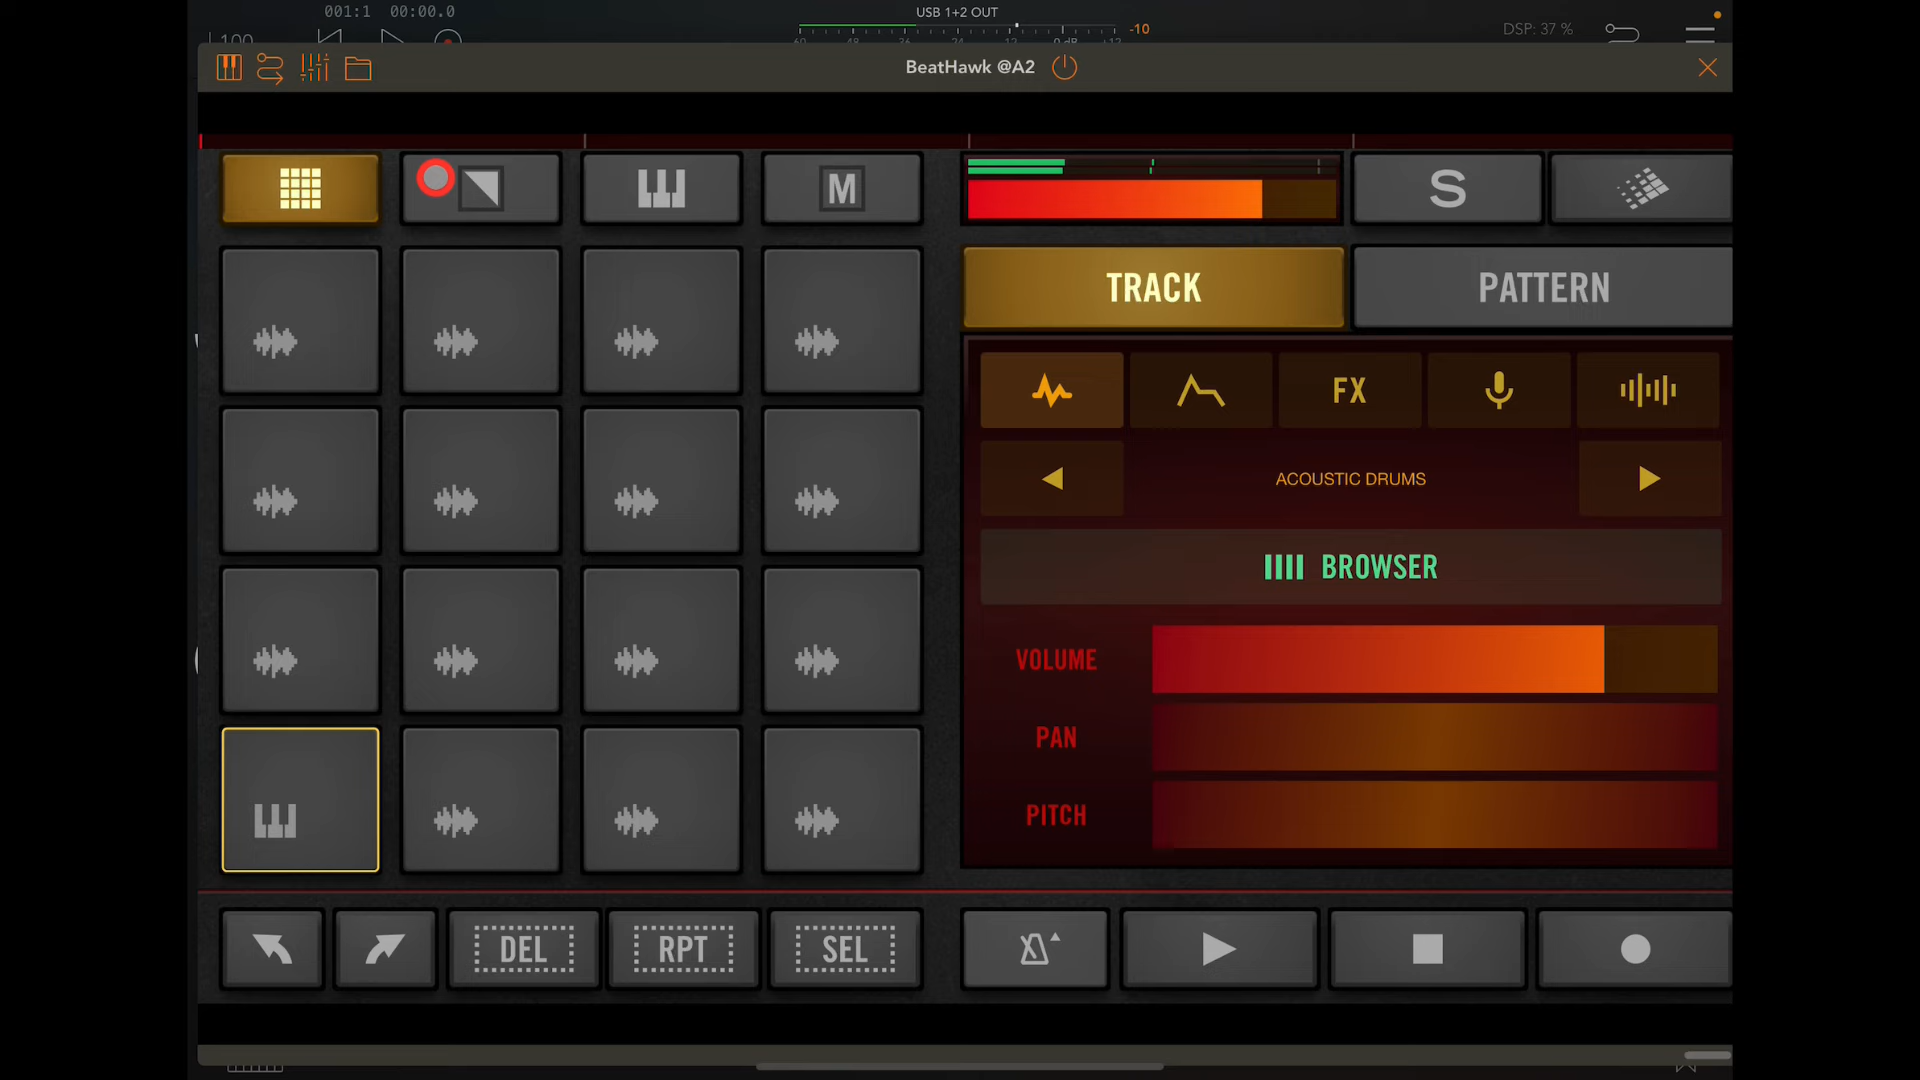 001:1 00:00.0
USB 1+2 OUT
-10
DSP: 37 %
100
BeatHawk @A2
M
S
TRACK
PATTERN
FX
ACOUSTIC DRUMS
BROWSER
VOLUME
PAN
PITCH
DEL
RPT
SEL